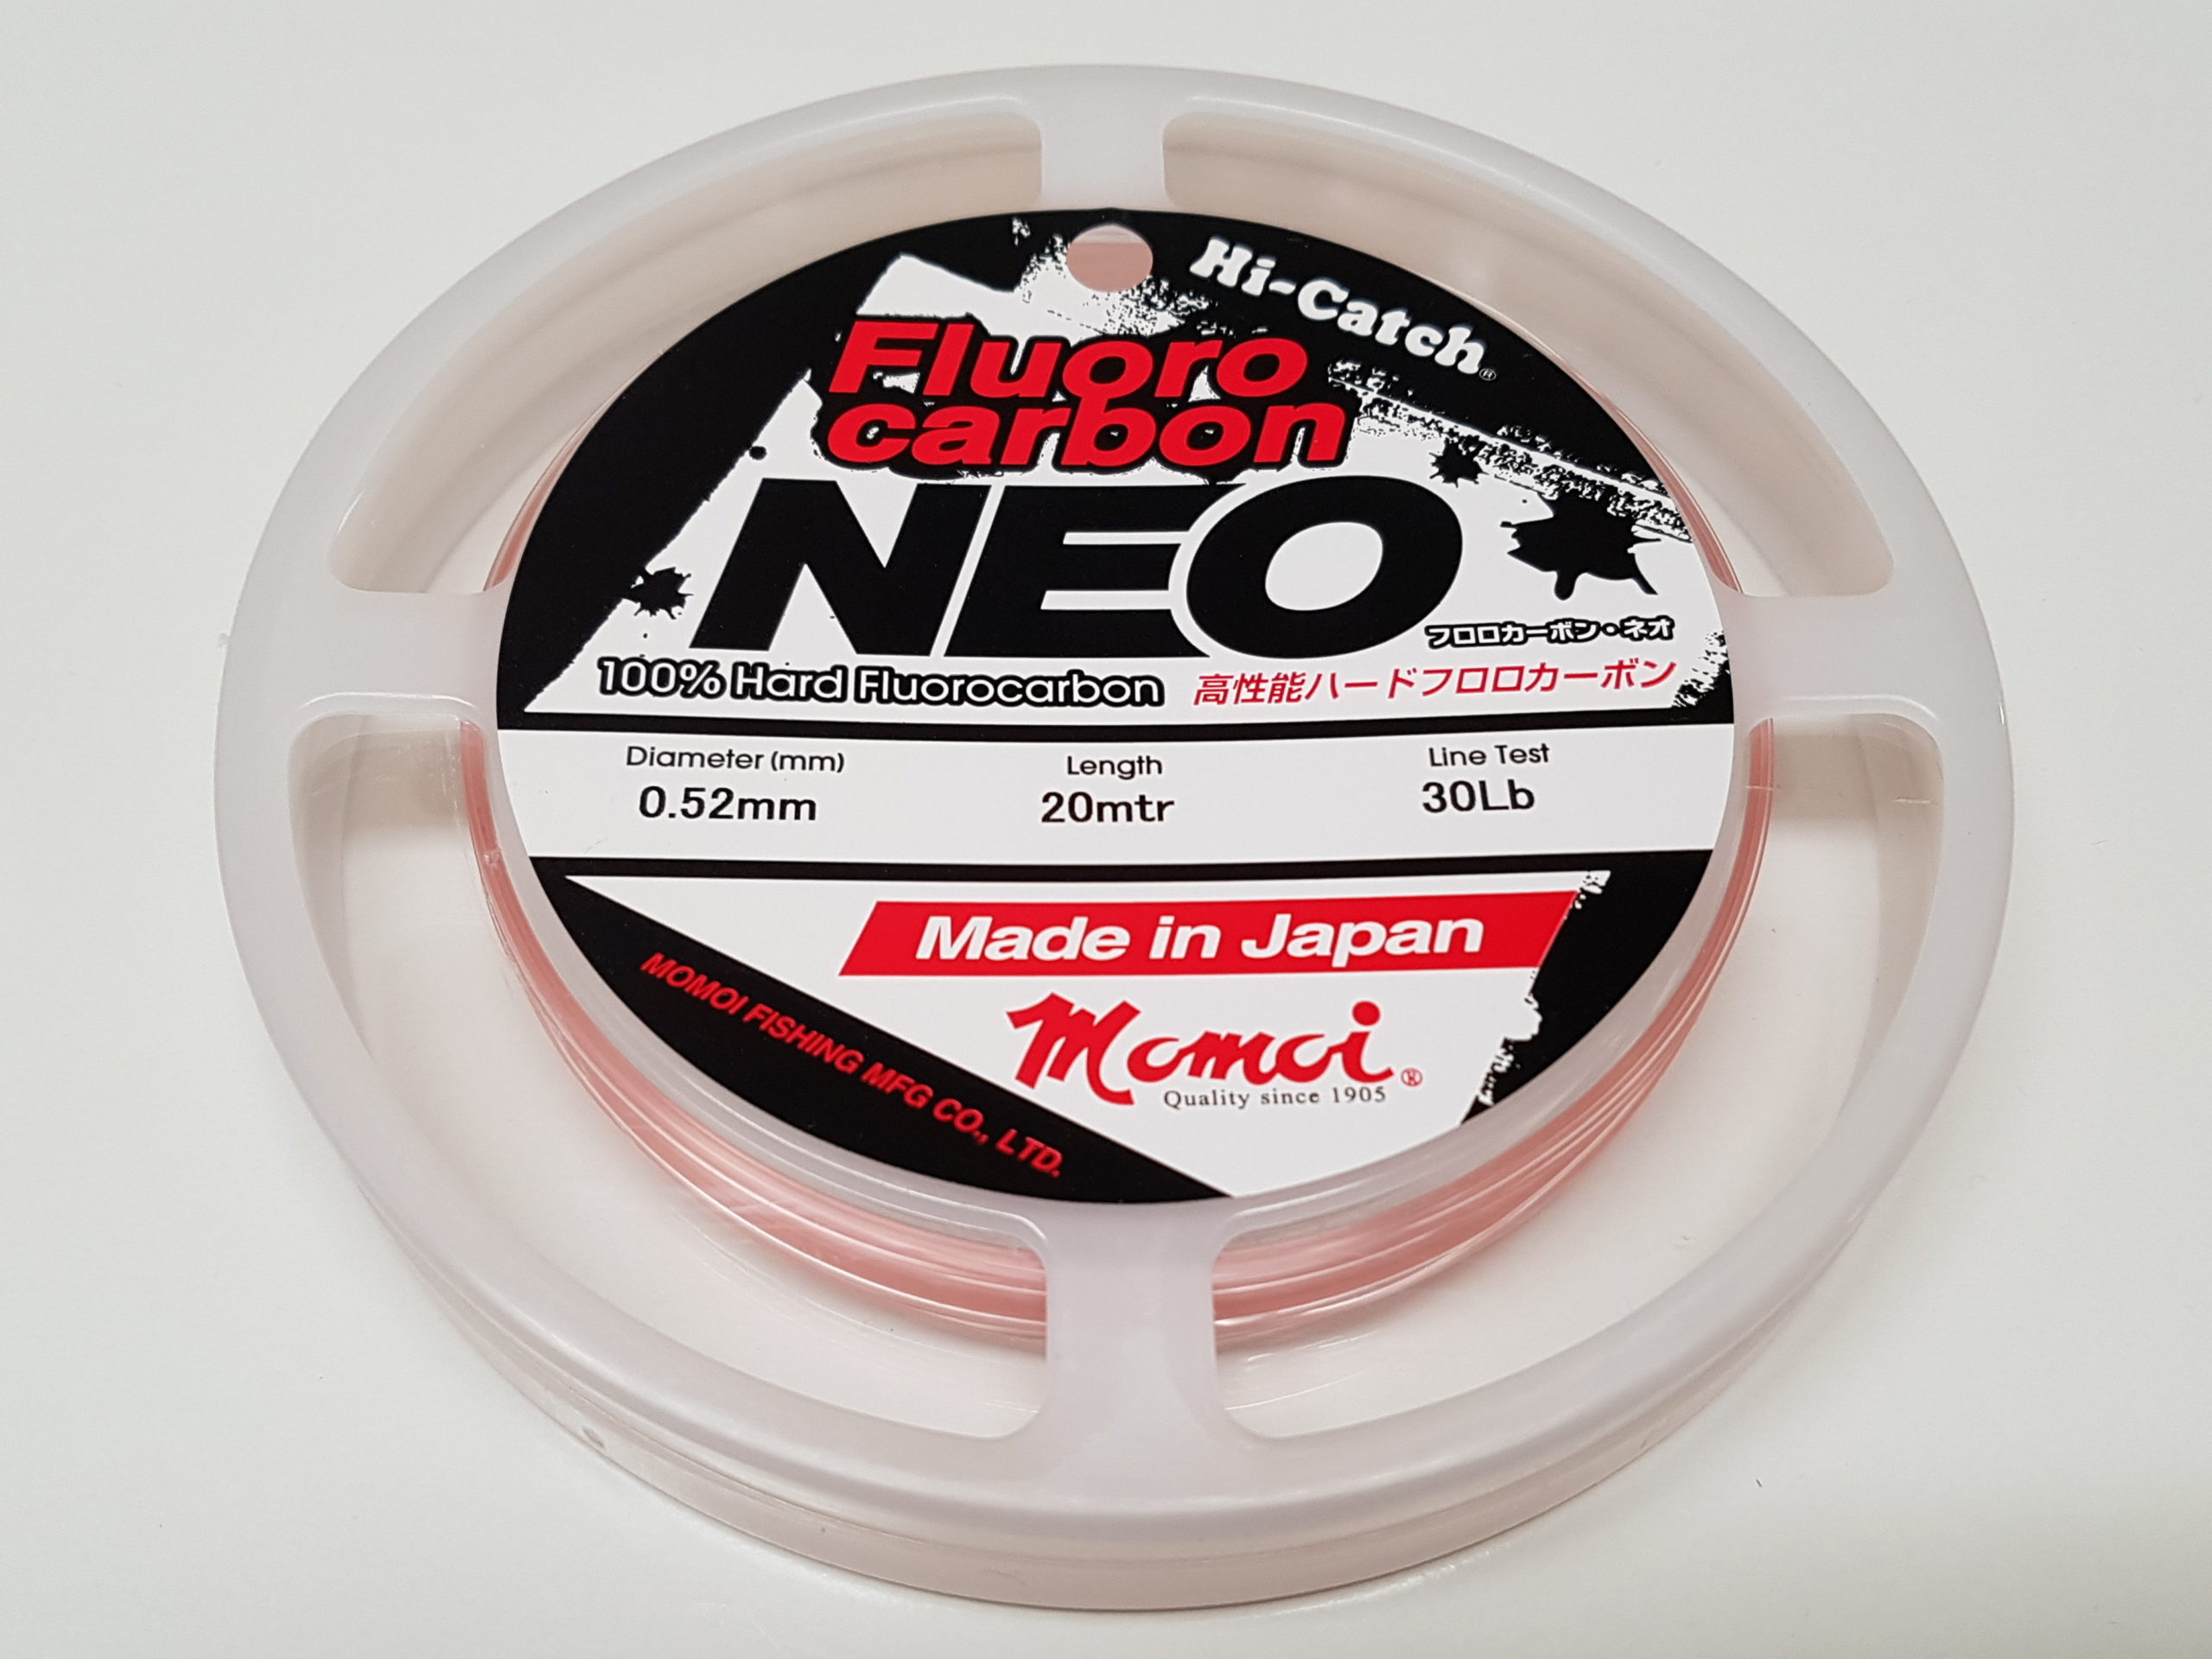 Hi-Catch®
Fluoro
carbon
NEO
フロロカーボン・ネオ
100% Hard Fluorocarbon 高性能ハードフロロカーボン
Diameter (mm) Length Line Test
0.52mm 20mtr 30Lb
Made in Japan
Momoi®
Quality since 1905
MOMOI FISHING MFG CO., LTD.